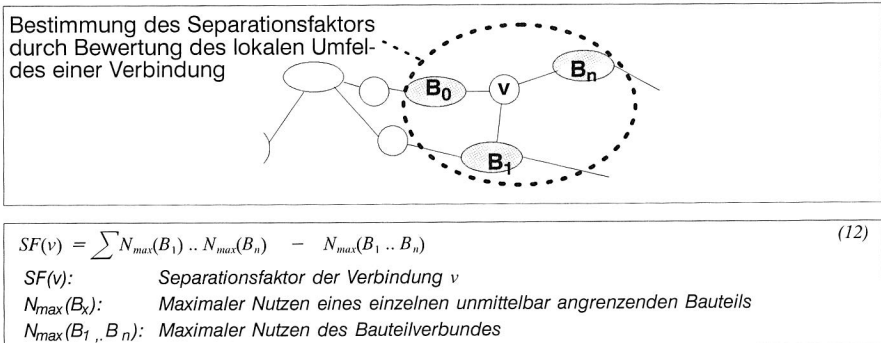 Bestimmung des Separationsfaktors
durch Bewertung des lokalen Umfel-
des einer Verbindung
B0
v
Bn
B1
SF(v) = ∑ Nmax(B1) .. Nmax(Bn) - Nmax(B1 .. Bn) (12)
SF(v): Separationsfaktor der Verbindung v
Nmax(Bx): Maximaler Nutzen eines einzelnen unmittelbar angrenzenden Bauteils
Nmax(B1 .. Bn): Maximaler Nutzen des Bauteilverbundes